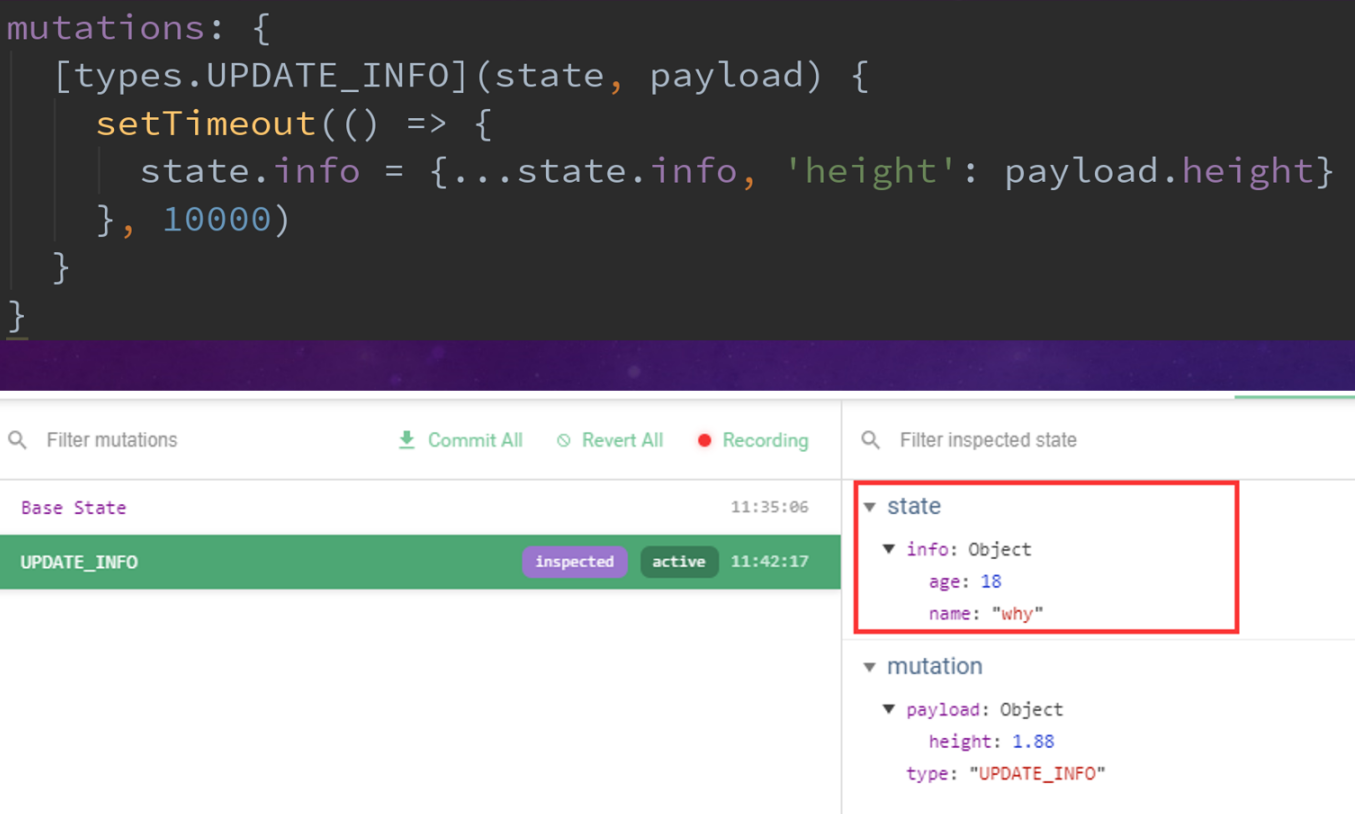 mutations: {
[types.UPDATE_INFO](state, payload) {
setTimeout(() => {
state.info = {...state.info, 'height': payload.height}
}, 10000)
}
}
Filter mutations Commit All Revert All Recording
Base State 11:35:06
UPDATE_INFO inspected active 11:42:17
Filter inspected state
state
info: Object
age: 18
name: "why"
mutation
payload: Object
height: 1.88
type: "UPDATE_INFO"